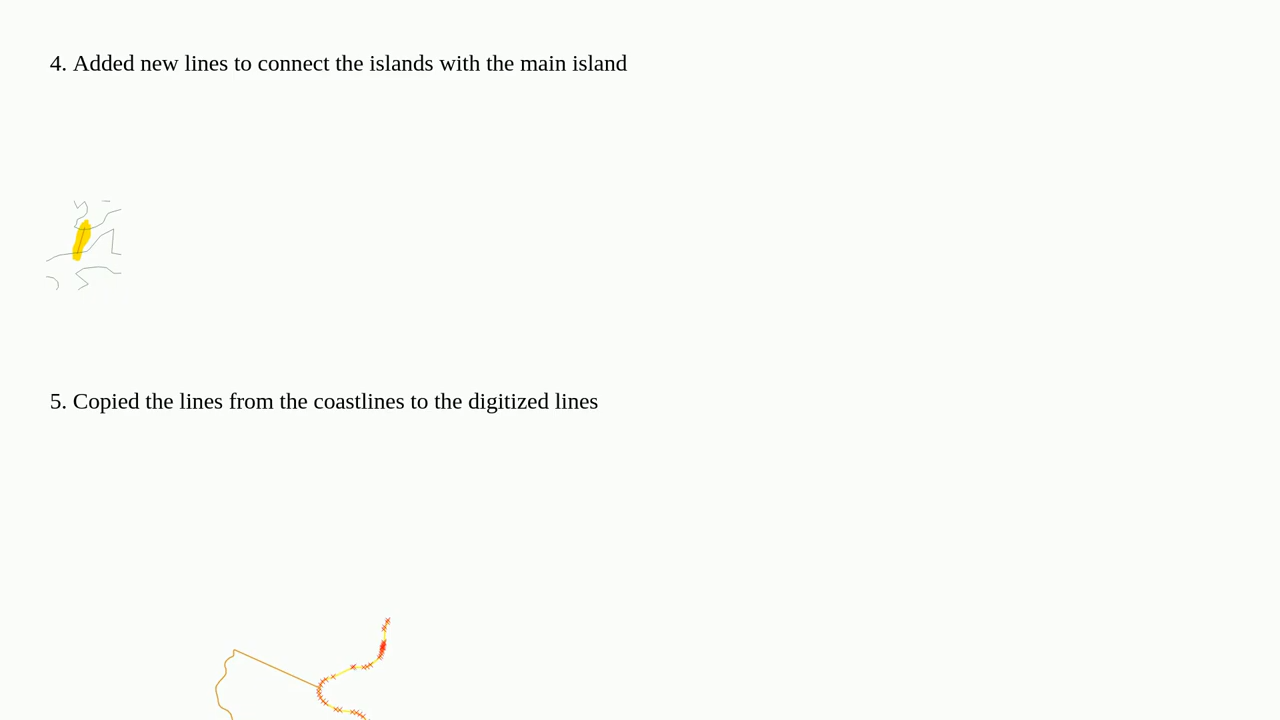 4. Added new lines to connect the islands with the main island
5. Copied the lines from the coastlines to the digitized lines